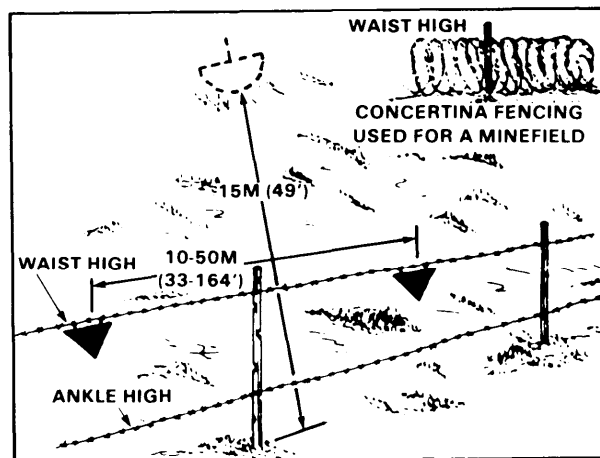 WAIST HIGH
CONCERTINA FENCING
USED FOR A MINEFIELD
15M (49')
10-50M
(33-164')
WAIST HIGH
ANKLE HIGH